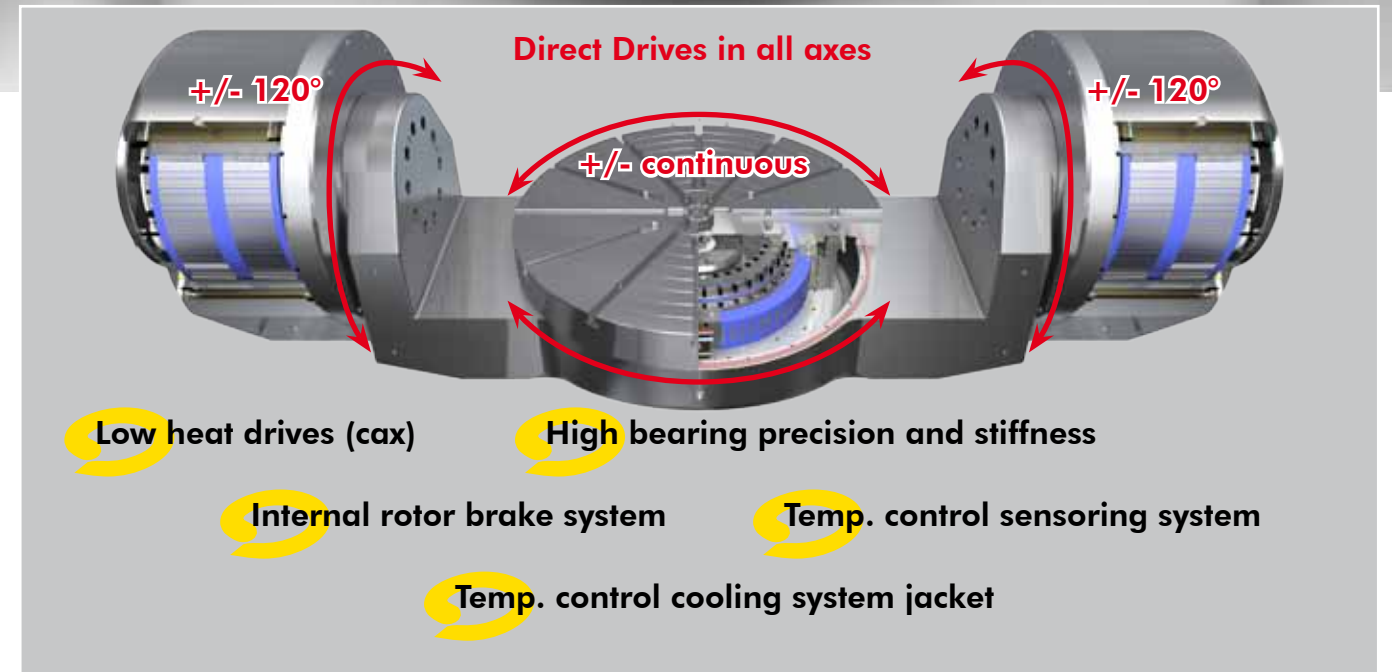 Direct Drives in all axes
+/- 120°
+/- 120°
+/- continuous
Low heat drives (cax)
High bearing precision and stiffness
Internal rotor brake system
Temp. control sensoring system
Temp. control cooling system jacket